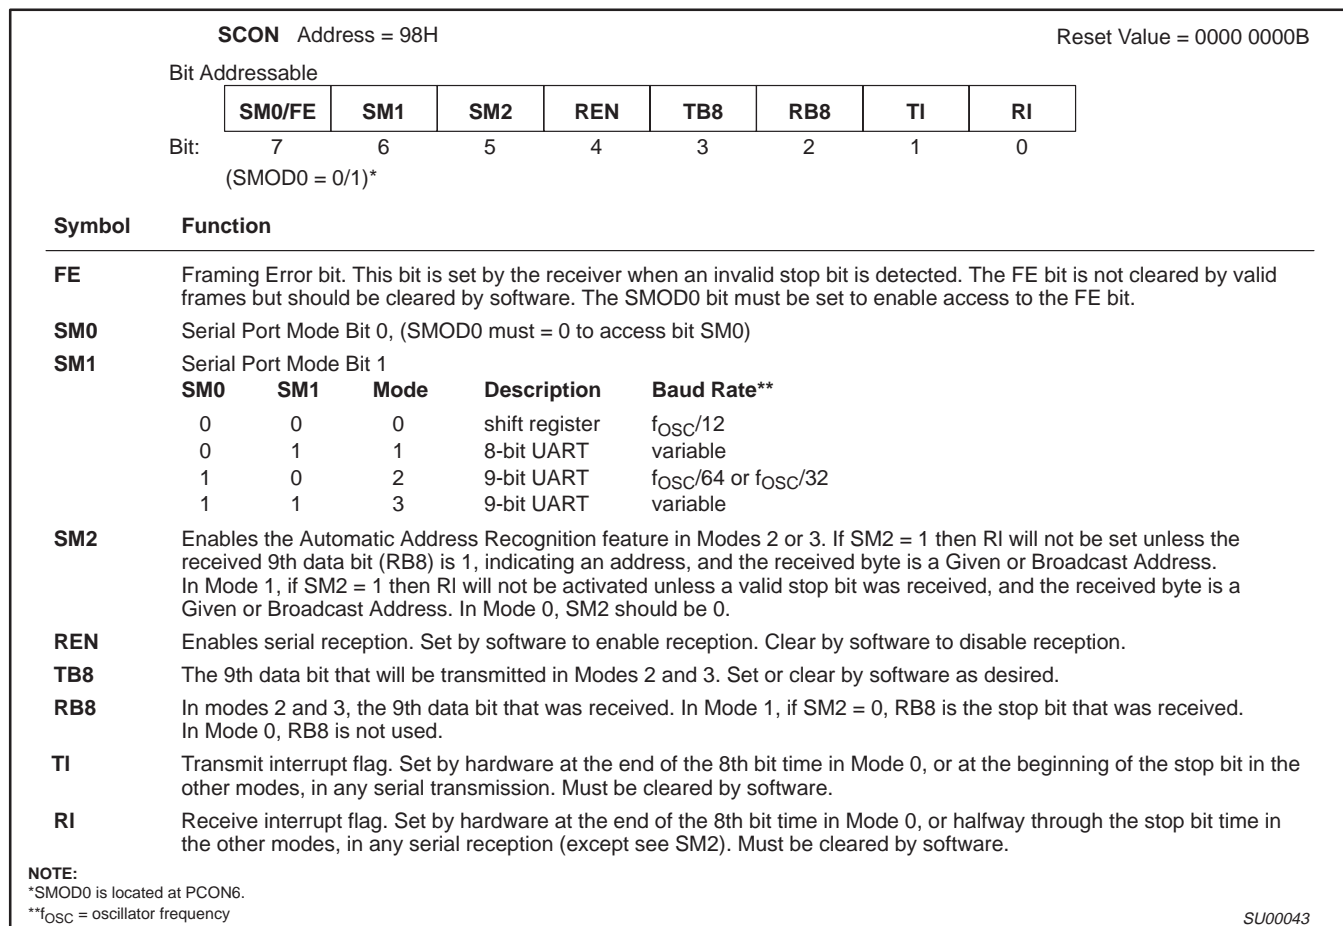 SCON Address = 98H Reset Value = 0000 0000B
Bit Addressable
SM0/FE SM1 SM2 REN TB8 RB8 TI RI
Bit: 7 6 5 4 3 2 1 0
(SMOD0 = 0/1)*
Symbol Function
FE Framing Error bit. This bit is set by the receiver when an invalid stop bit is detected. The FE bit is not cleared by valid
frames but should be cleared by software. The SMOD0 bit must be set to enable access to the FE bit.
SM0 Serial Port Mode Bit 0, (SMOD0 must = 0 to access bit SM0)
SM1 Serial Port Mode Bit 1
SM0 SM1 Mode Description Baud Rate**
0 0 0 shift register fOSC/12
0 1 1 8-bit UART variable
1 0 2 9-bit UART fOSC/64 or fOSC/32
1 1 3 9-bit UART variable
SM2 Enables the Automatic Address Recognition feature in Modes 2 or 3. If SM2 = 1 then RI will not be set unless the
received 9th data bit (RB8) is 1, indicating an address, and the received byte is a Given or Broadcast Address.
In Mode 1, if SM2 = 1 then RI will not be activated unless a valid stop bit was received, and the received byte is a
Given or Broadcast Address. In Mode 0, SM2 should be 0.
REN Enables serial reception. Set by software to enable reception. Clear by software to disable reception.
TB8 The 9th data bit that will be transmitted in Modes 2 and 3. Set or clear by software as desired.
RB8 In modes 2 and 3, the 9th data bit that was received. In Mode 1, if SM2 = 0, RB8 is the stop bit that was received.
In Mode 0, RB8 is not used.
TI Transmit interrupt flag. Set by hardware at the end of the 8th bit time in Mode 0, or at the beginning of the stop bit in the
other modes, in any serial transmission. Must be cleared by software.
RI Receive interrupt flag. Set by hardware at the end of the 8th bit time in Mode 0, or halfway through the stop bit time in
the other modes, in any serial reception (except see SM2). Must be cleared by software.
NOTE:
*SMOD0 is located at PCON6.
**fOSC = oscillator frequency SU00043